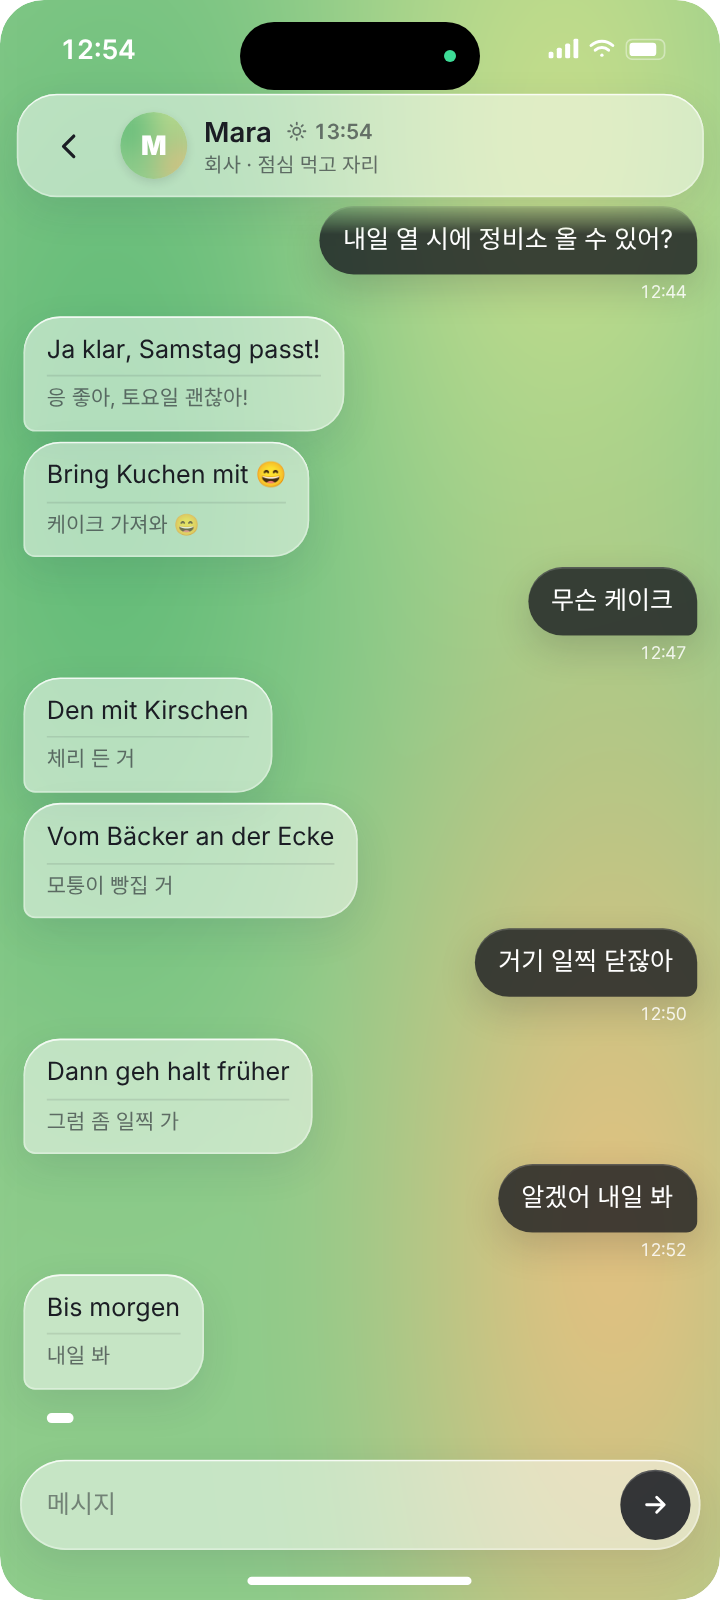 12:54
M
Mara 13:54
회사 · 점심 먹고 자리
내일 열 시에 정비소 올 수 있어?
12:44
Ja klar, Samstag passt!
응 좋아, 토요일 괜찮아!
Bring Kuchen mit 😄
케이크 가져와 😄
무슨 케이크
12:47
Den mit Kirschen
체리 든 거
Vom Bäcker an der Ecke
모퉁이 빵집 거
거기 일찍 닫잖아
12:50
Dann geh halt früher
그럼 좀 일찍 가
알겠어 내일 봐
12:52
Bis morgen
내일 봐
메시지